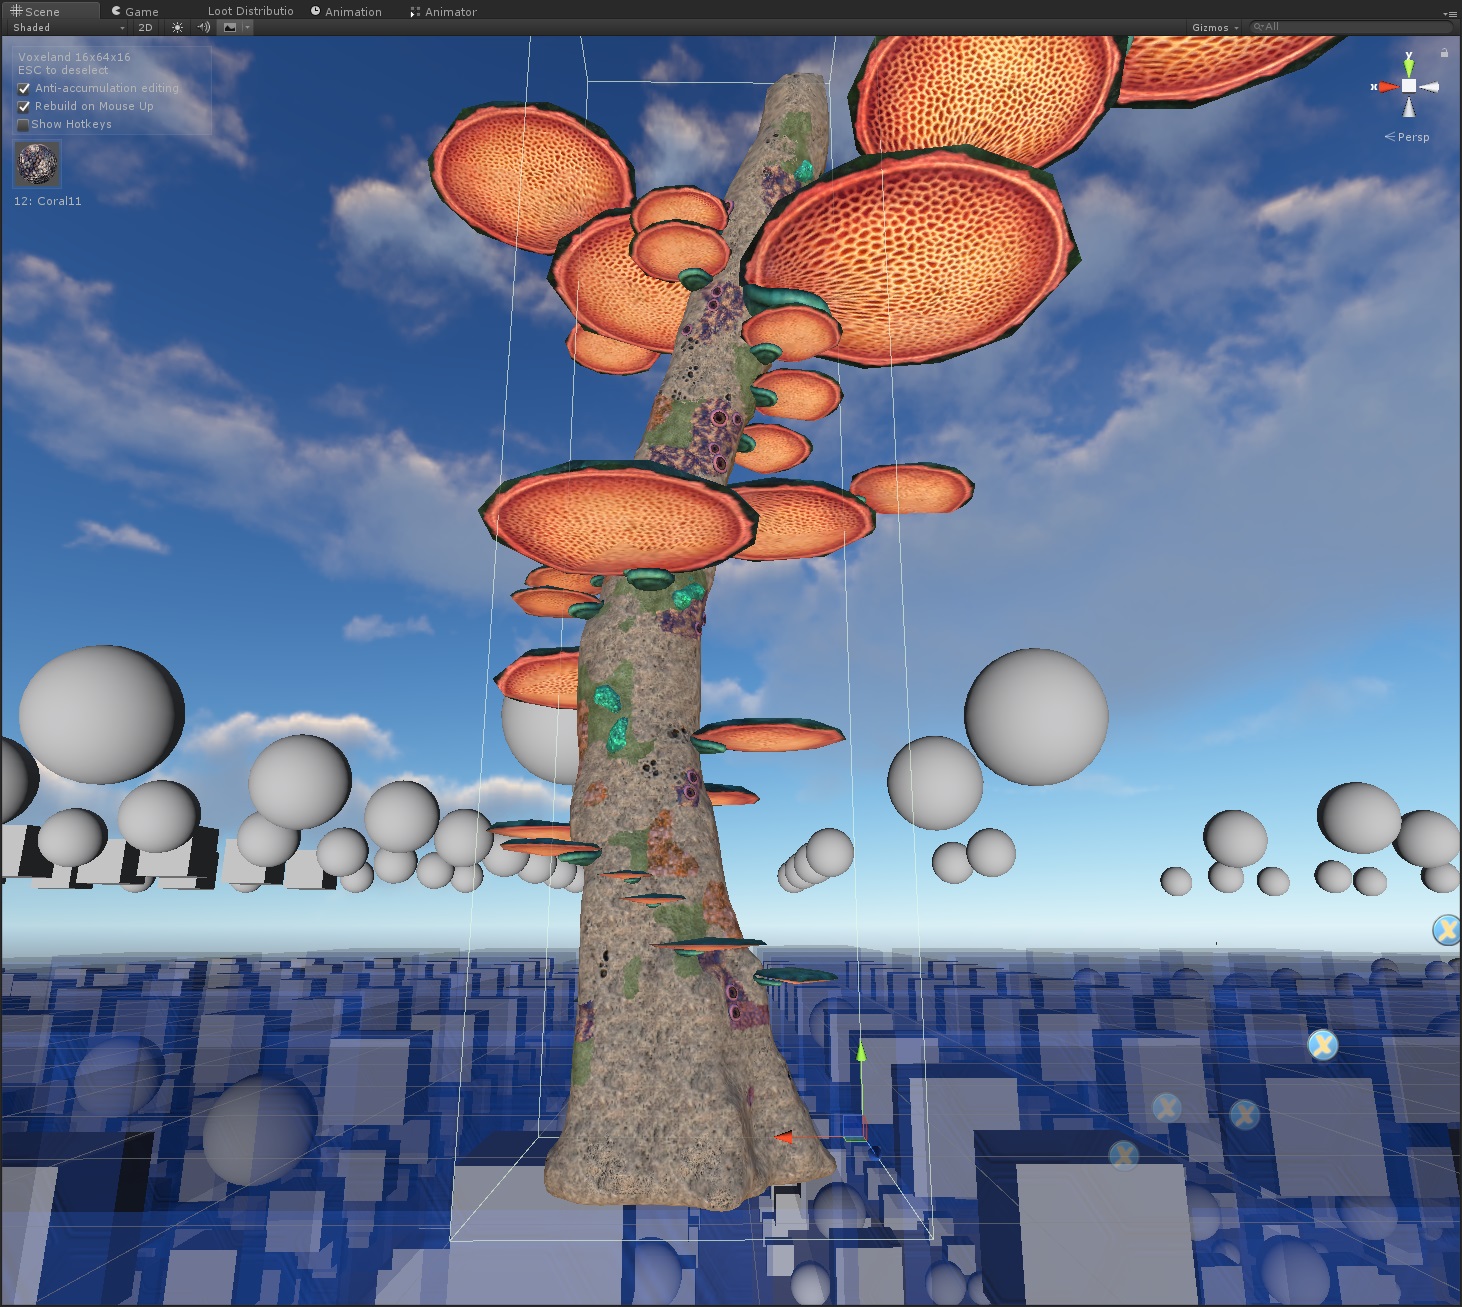 Scene
Game
Loot Distributio
Animation
Animator
Shaded
2D
Gizmos
All
Voxeland 16x64x16
ESC to deselect
Anti-accumulation editing
Rebuild on Mouse Up
Show Hotkeys
12: Coral11
y
x
Persp